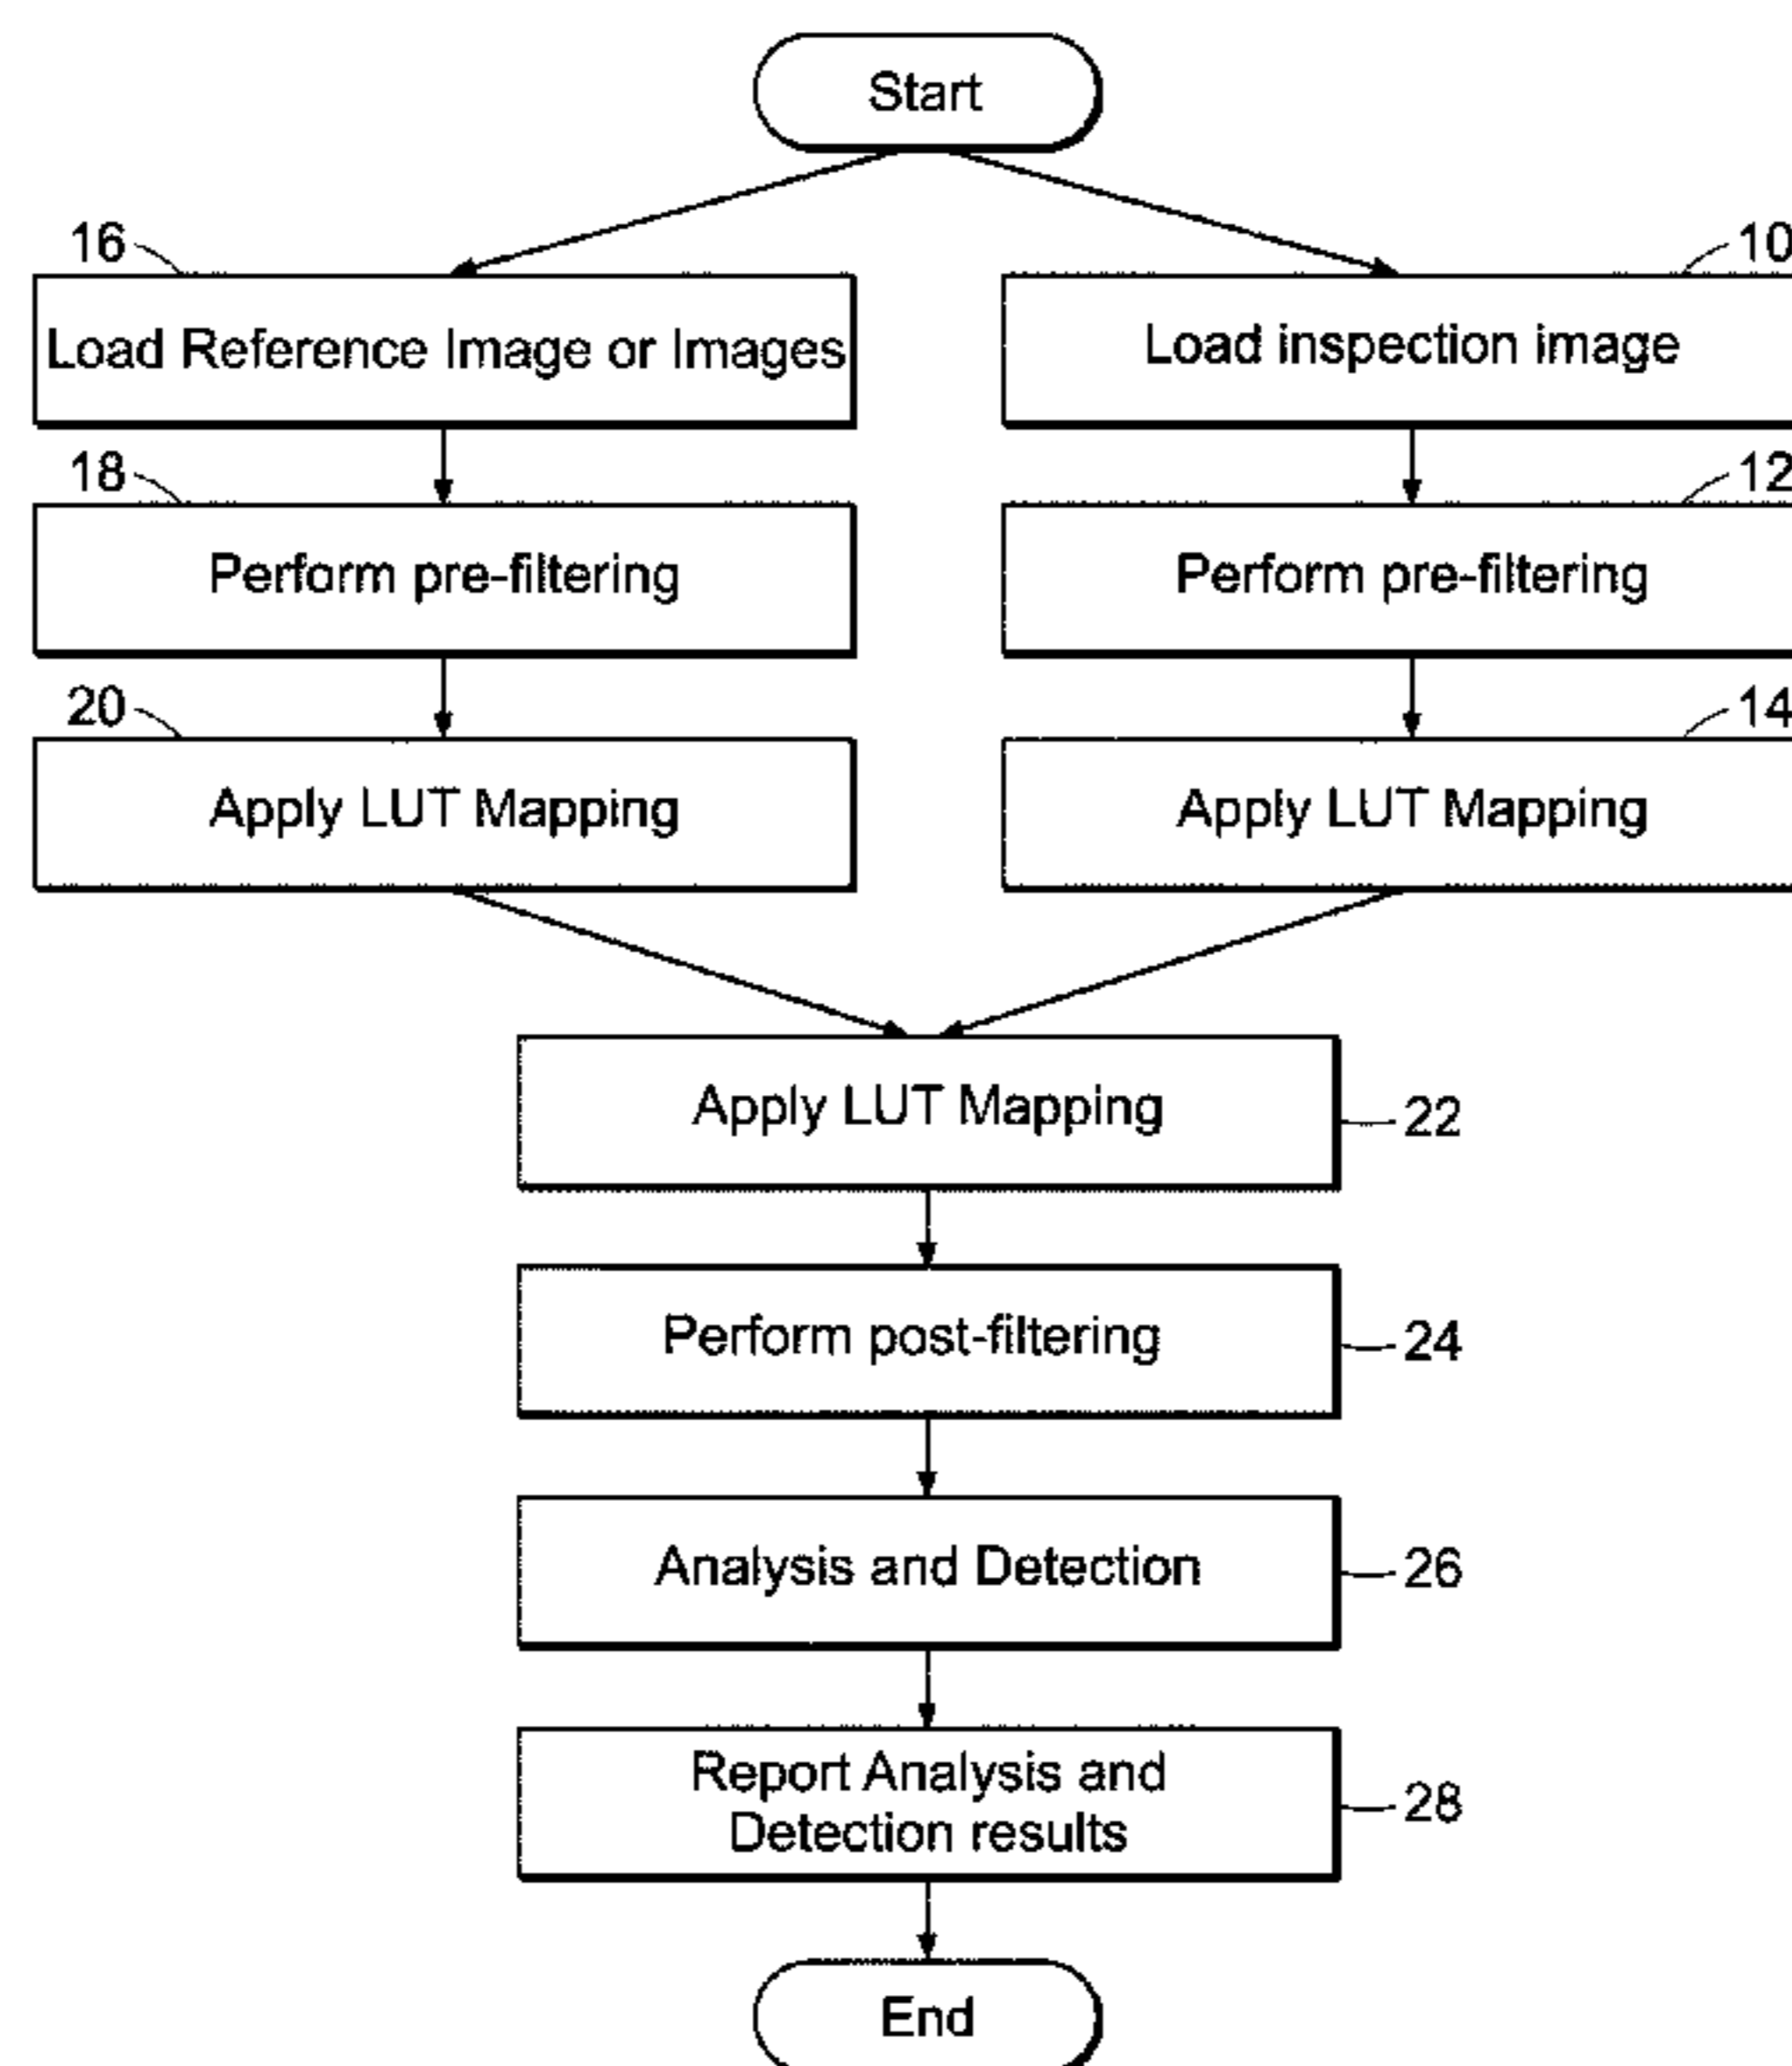 Start
16
10
Load Reference Image or Images
Load inspection image
18
12
Perform pre-filtering
Perform pre-filtering
20
14
Apply LUT Mapping
Apply LUT Mapping
Apply LUT Mapping
22
Perform post-filtering
24
Analysis and Detection
26
Report Analysis and
Detection results
28
End